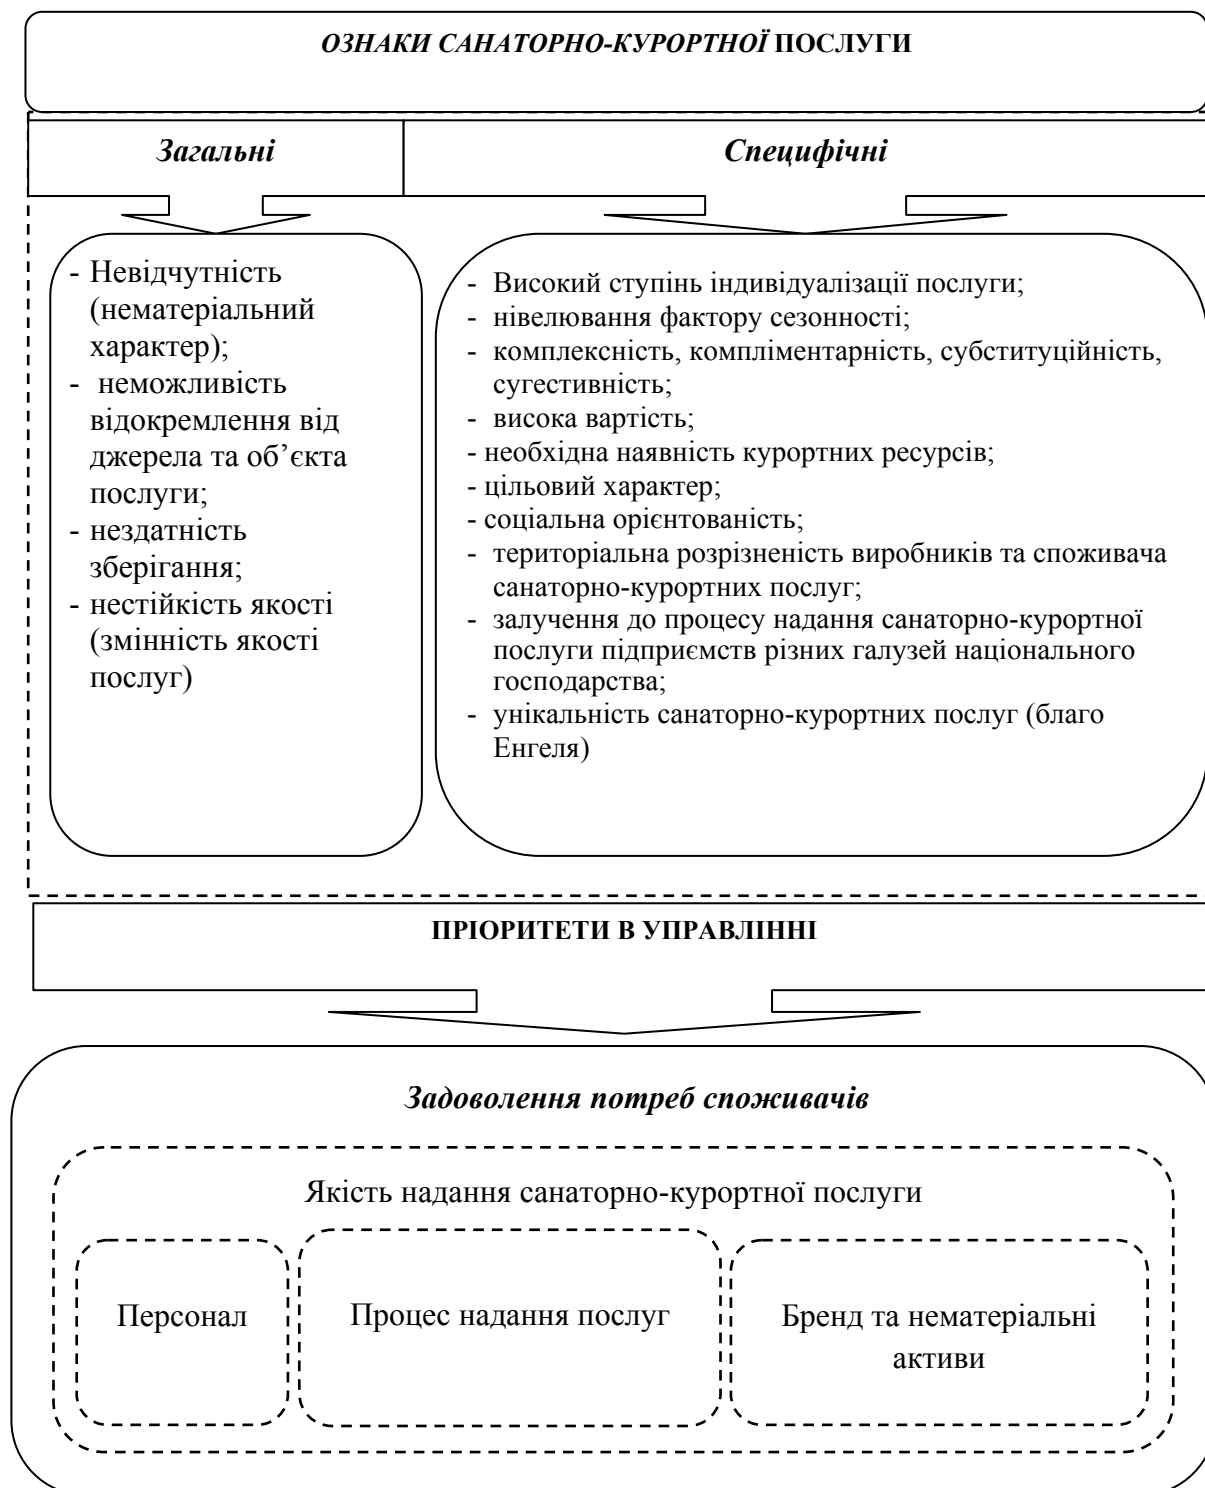 ОЗНАКИ САНАТОРНО-КУРОРТНОЇ ПОСЛУГИ
Загальні
Специфічні
- Невідчутність
(нематеріальний
характер);
- неможливість
відокремлення від
джерела та об’єкта
послуги;
- нездатність
зберігання;
- нестійкість якості
(змінність якості
послуг)
- Високий ступінь індивідуалізації послуги;
- нівелювання фактору сезонності;
- комплексність, компліментарність, субституційність,
сугестивність;
- висока вартість;
- необхідна наявність курортних ресурсів;
- цільовий характер;
- соціальна орієнтованість;
- територіальна розрізненість виробників та споживача
санаторно-курортних послуг;
- залучення до процесу надання санаторно-курортної
послуги підприємств різних галузей національного
господарства;
- унікальність санаторно-курортних послуг (благо
Енгеля)
ПРІОРИТЕТИ В УПРАВЛІННІ
Задоволення потреб споживачів
Якість надання санаторно-курортної послуги
Персонал
Процес надання послуг
Бренд та нематеріальні
активи